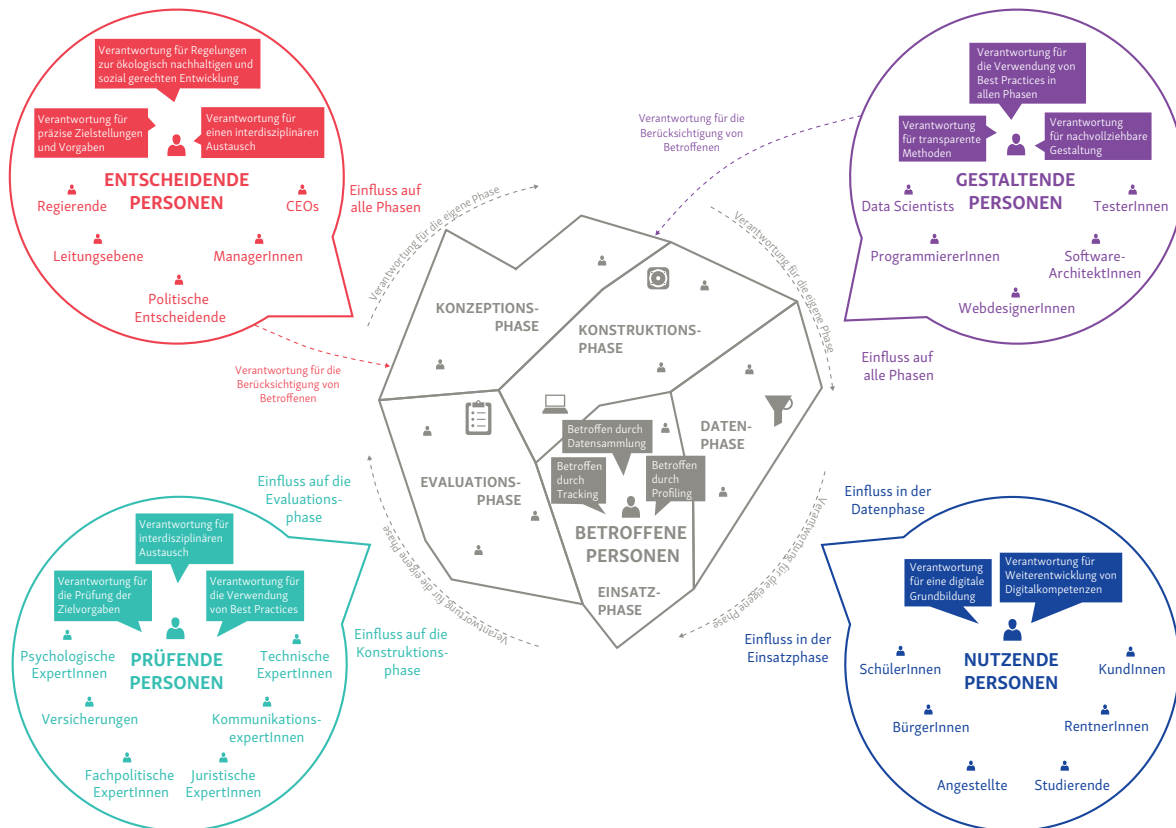 Verantwortung für Regelungen
zur ökologisch nachhaltigen und
sozial gerechten Entwicklung
Verantwortung für
präzise Zielstellungen
und Vorgaben
Verantwortung für
einen interdisziplinären
Austausch
ENTSCHEIDENDE
PERSONEN
Regierende
CEOs
Leitungsebene
ManagerInnen
Politische
Entscheidende
Einfluss auf
alle Phasen
Verantwortung für die
Berücksichtigung von
Betroffenen
Verantwortung für die
Berücksichtigung von
Betroffenen
Verantwortung für
die Verwendung von
Best Practices in
allen Phasen
Verantwortung
für transparente
Methoden
Verantwortung
für nachvollziehbare
Gestaltung
GESTALTENDE
PERSONEN
Data Scientists
TesterInnen
ProgrammiererInnen
Software-
ArchitektInnen
WebdesignerInnen
Einfluss auf
alle Phasen
Verantwortung für die eigene Phase
Verantwortung für die eigene Phase
KONZEPTIONS-
PHASE
KONSTRUKTIONS-
PHASE
DATEN-
PHASE
EVALUATIONS-
PHASE
Betroffen durch
Datensammlung
Betroffen
durch
Tracking
Betroffen
durch
Profiling
BETROFFENE
PERSONEN
EINSATZ-
PHASE
Verantwortung für die eigene Phase
Verantwortung für die eigene Phase
Einfluss auf die
Evaluations-
phase
Verantwortung für
interdisziplinären
Austausch
Verantwortung für
die Prüfung der
Zielvorgaben
Verantwortung für
die Verwendung
von Best Practices
PRÜFENDE
PERSONEN
Psychologische
ExpertInnen
Technische
ExpertInnen
Versicherungen
Kommunikations-
expertInnen
Fachpolitische
ExpertInnen
Juristische
ExpertInnen
Einfluss auf die
Konstruktions-
phase
Einfluss in der
Datenphase
Verantwortung
für eine digitale
Grundbildung
Verantwortung für
Weiterentwicklung von
Digitalkompetenzen
Einfluss in der
Einsatzphase
NUTZENDE
PERSONEN
SchülerInnen
KundInnen
BürgerInnen
RentnerInnen
Angestellte
Studierende